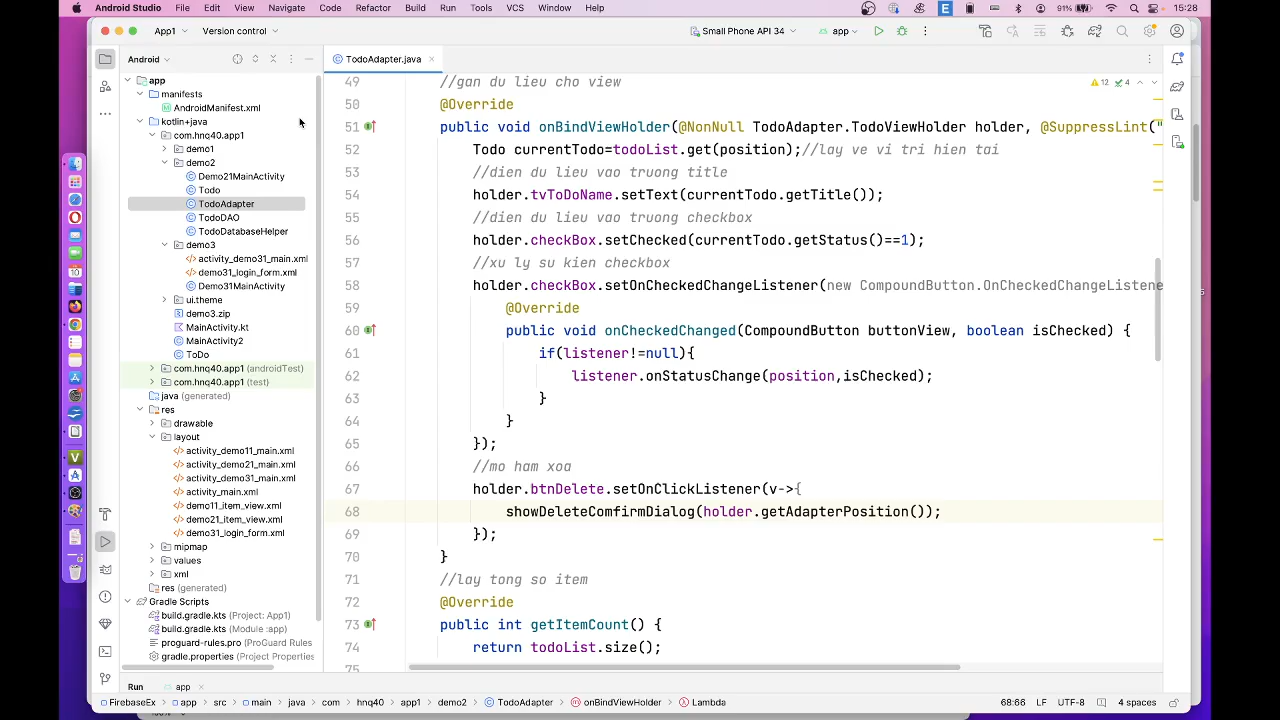 Android Studio File Edit View Navigate Code Refactor Build Run Tools VCS Window Help 91% 15:28
App1 Version control Small Phone API 34 app
Android TodoAdapter.java
app
manifests
AndroidManifest.xml
kotlin+java
com.hnq40.app1
demo1
demo2
Demo21MainActivity
Todo
TodoAdapter
TodoDAO
TodoDatabaseHelper
demo3
activity_demo31_main.xml
demo31_login_form.xml
Demo31MainActivity
ui.theme
demo3.zip
MainActivity.kt
MainActivity2
ToDo
com.hnq40.app1 (androidTest)
com.hnq40.app1 (test)
java (generated)
res
drawable
layout
activity_demo11_main.xml
activity_demo21_main.xml
activity_demo31_main.xml
activity_main.xml
demo11_item_view.xml
demo21_item_view.xml
demo31_login_form.xml
mipmap
values
xml
res (generated)
Gradle Scripts
build.gradle.kts (Project: App1)
build.gradle.kts (Module :app)
proguard-rules.pro (ProGuard Rules
gradle.properties (Project Properties
12 4
49 //gan du lieu cho view
50 @Override
51 public void onBindViewHolder(@NonNull TodoAdapter.TodoViewHolder holder, @SuppressLint("
52 Todo currentTodo=todoList.get(position);//lay ve vi tri hien tai
53 //dien du lieu vao truong title
54 holder.tvToDoName.setText(currentTodo.getTitle());
55 //dien du lieu vao truong checkbox
56 holder.checkBox.setChecked(currentTodo.getStatus()==1);
57 //xu ly su kien checkbox
58 holder.checkBox.setOnCheckedChangeListener(new CompoundButton.OnCheckedChangeListene
59 @Override
60 public void onCheckedChanged(CompoundButton buttonView, boolean isChecked) {
61 if(listener!=null){
62 listener.onStatusChange(position,isChecked);
63 }
64 }
65 });
66 //mo ham xoa
67 holder.btnDelete.setOnClickListener(v->{
68 showDeleteComfirmDialog(holder.getAdapterPosition());
69 });
70 }
71 //lay tong so item
72 @Override
73 public int getItemCount() {
74 return todoList.size();
75
Run app
FirebaseEx app src main java com hnq40 app1 demo2 TodoAdapter onBindViewHolder Lambda 68:66 LF UTF-8 4 spaces